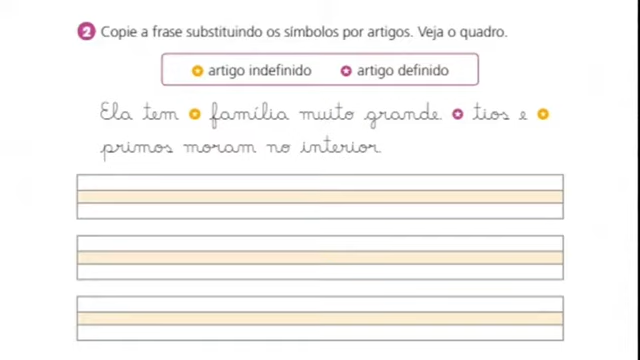 2 Copie a frase substituindo os símbolos por artigos. Veja o quadro.
artigo indefinido artigo definido
Ela tem família muito grande. tios e
primos moram no interior.